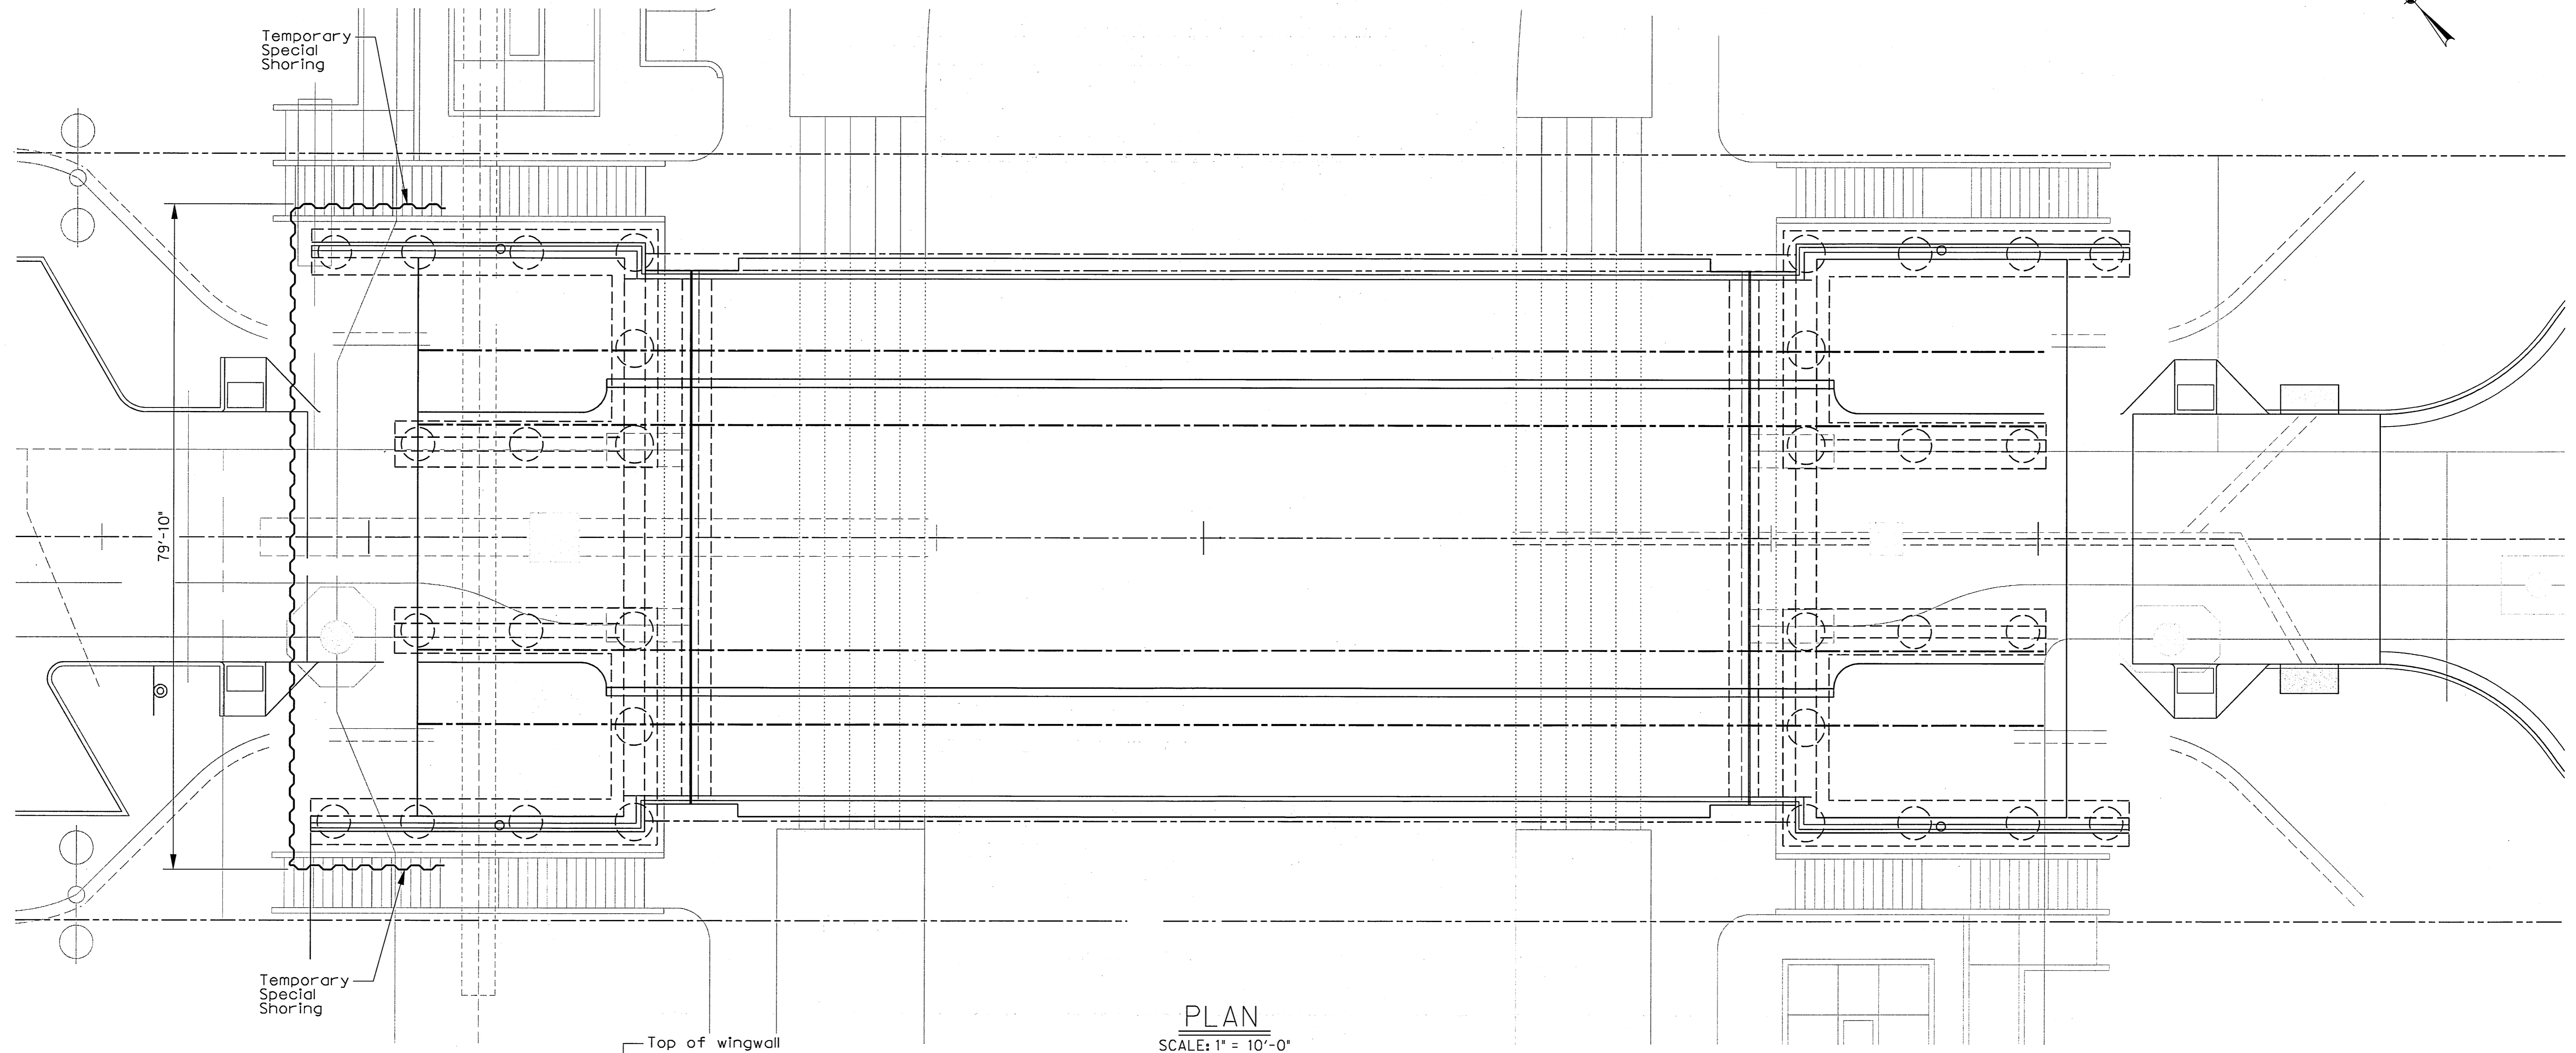 Temporary
Special
Shoring
79'-10"
Temporary
Special
Shoring
Top of wingwall
PLAN
SCALE: 1" = 10'-0"